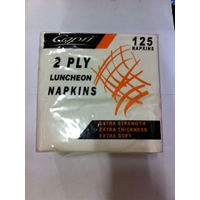 Capri
125
NAPKINS
2 PLY
LUNCHEON
NAPKINS
EXTRA STRENGTH
EXTRA THICKNESS
EXTRA SOFT